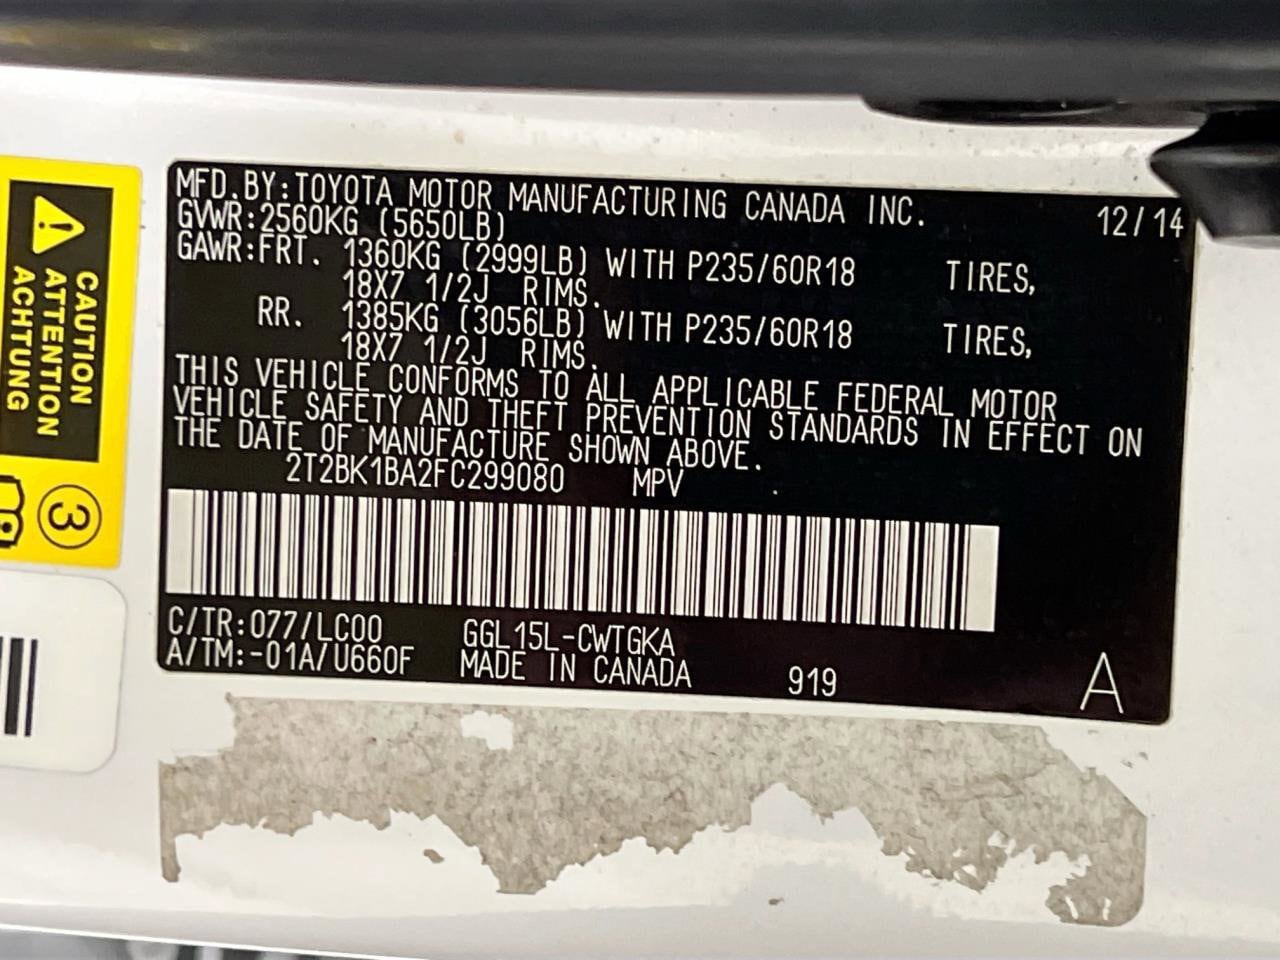 MFD.BY:TOYOTA MOTOR MANUFACTURING CANADA INC. 12/14
GVWR:2560KG (5650LB)
GAWR:FRT. 1360KG (2999LB) WITH P235/60R18 TIRES,
18X7 1/2J RIMS.
RR. 1385KG (3056LB) WITH P235/60R18 TIRES,
18X7 1/2J RIMS.
THIS VEHICLE CONFORMS TO ALL APPLICABLE FEDERAL MOTOR
VEHICLE SAFETY AND THEFT PREVENTION STANDARDS IN EFFECT ON
THE DATE OF MANUFACTURE SHOWN ABOVE.
2T2BK1BA2FC299080 MPV
C/TR:077/LC00 GGL15L-CWTGKA
A/TM:-01A/U660F MADE IN CANADA 919 A
CAUTION
ATTENTION
ACHTUNG
3